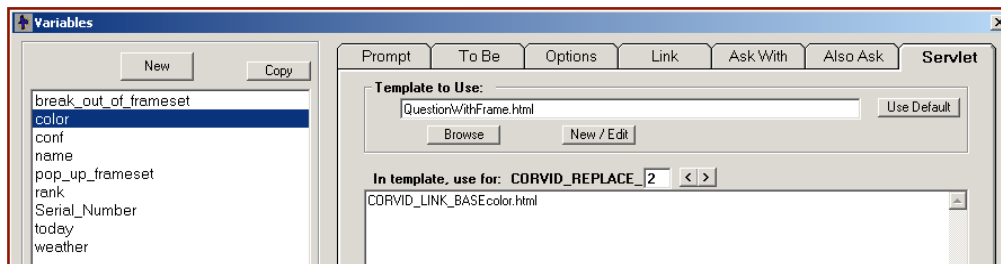 Variables
New
Copy
break_out_of_frameset
color
conf
name
pop_up_frameset
rank
Serial_Number
today
weather
Prompt To Be Options Link Ask With Also Ask Servlet
Template to Use:
QuestionWithFrame.html
Use Default
Browse New / Edit
In template, use for: CORVID_REPLACE_ 2 < >
CORVID_LINK_BASEcolor.html